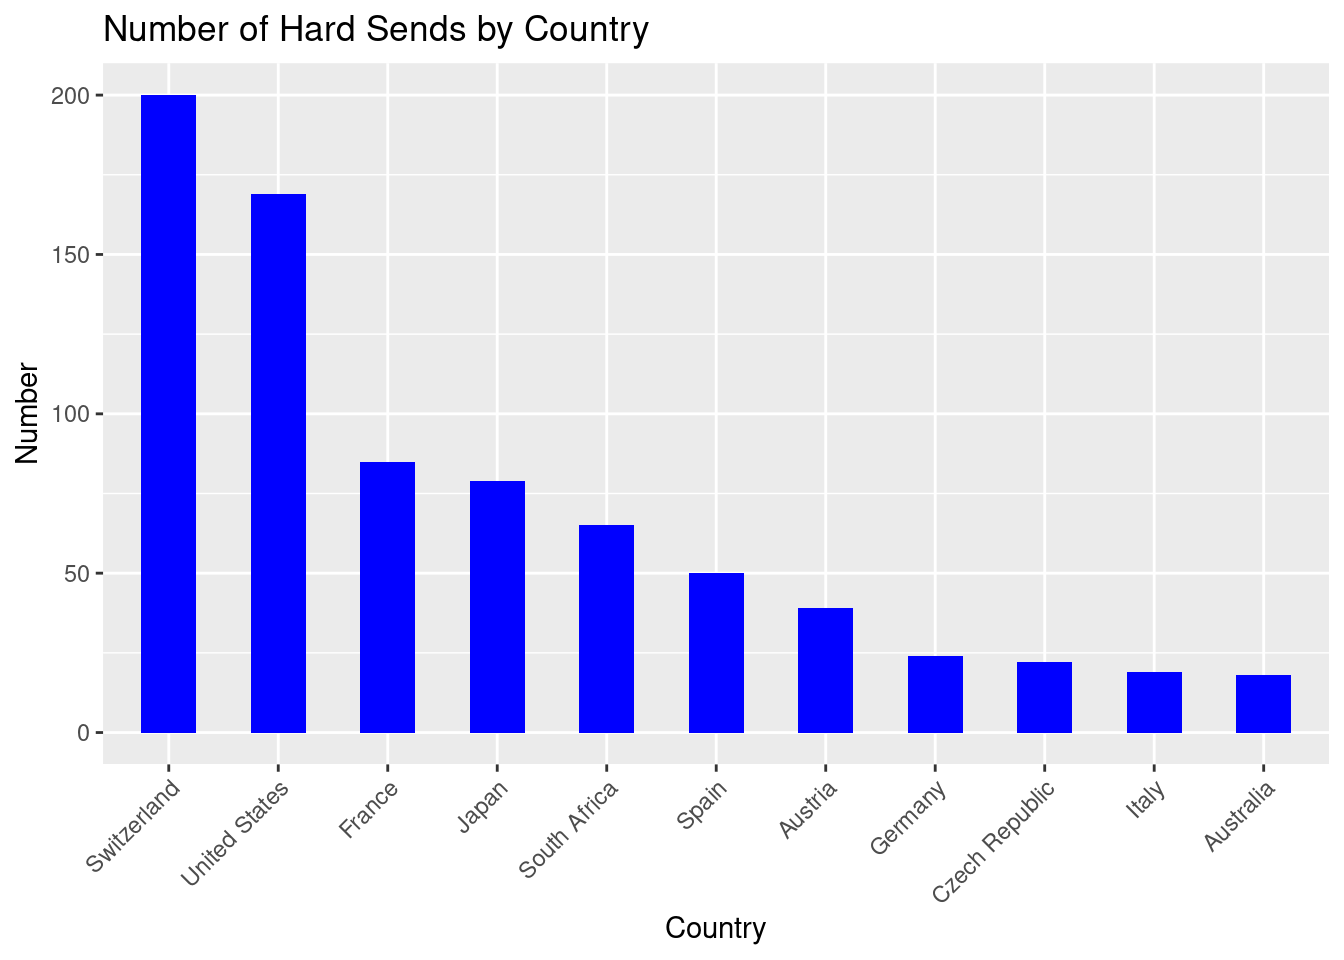 Number of Hard Sends by Country
Number
200
150
100
50
0
Switzerland
United States
France
Japan
South Africa
Spain
Austria
Germany
Czech Republic
Italy
Australia
Country